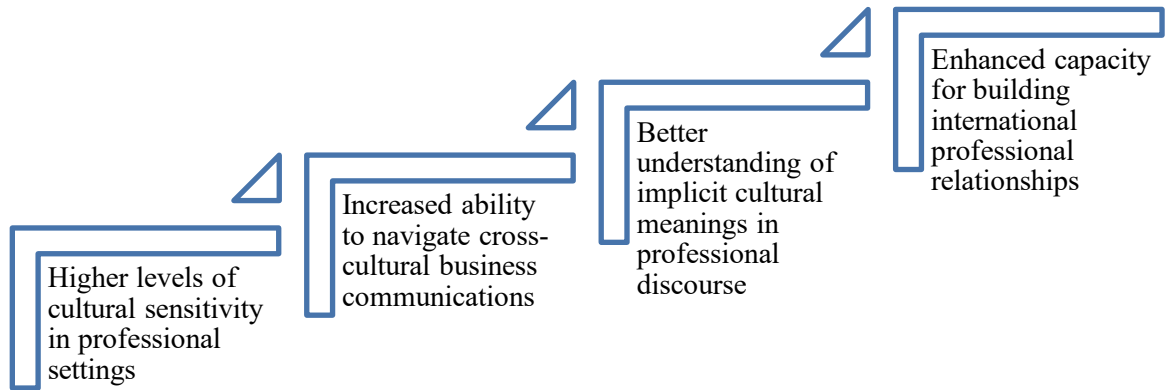 Higher levels of
cultural sensitivity
in professional
settings
Increased ability
to navigate cross-
cultural business
communications
Better
understanding of
implicit cultural
meanings in
professional
discourse
Enhanced capacity
for building
international
professional
relationships